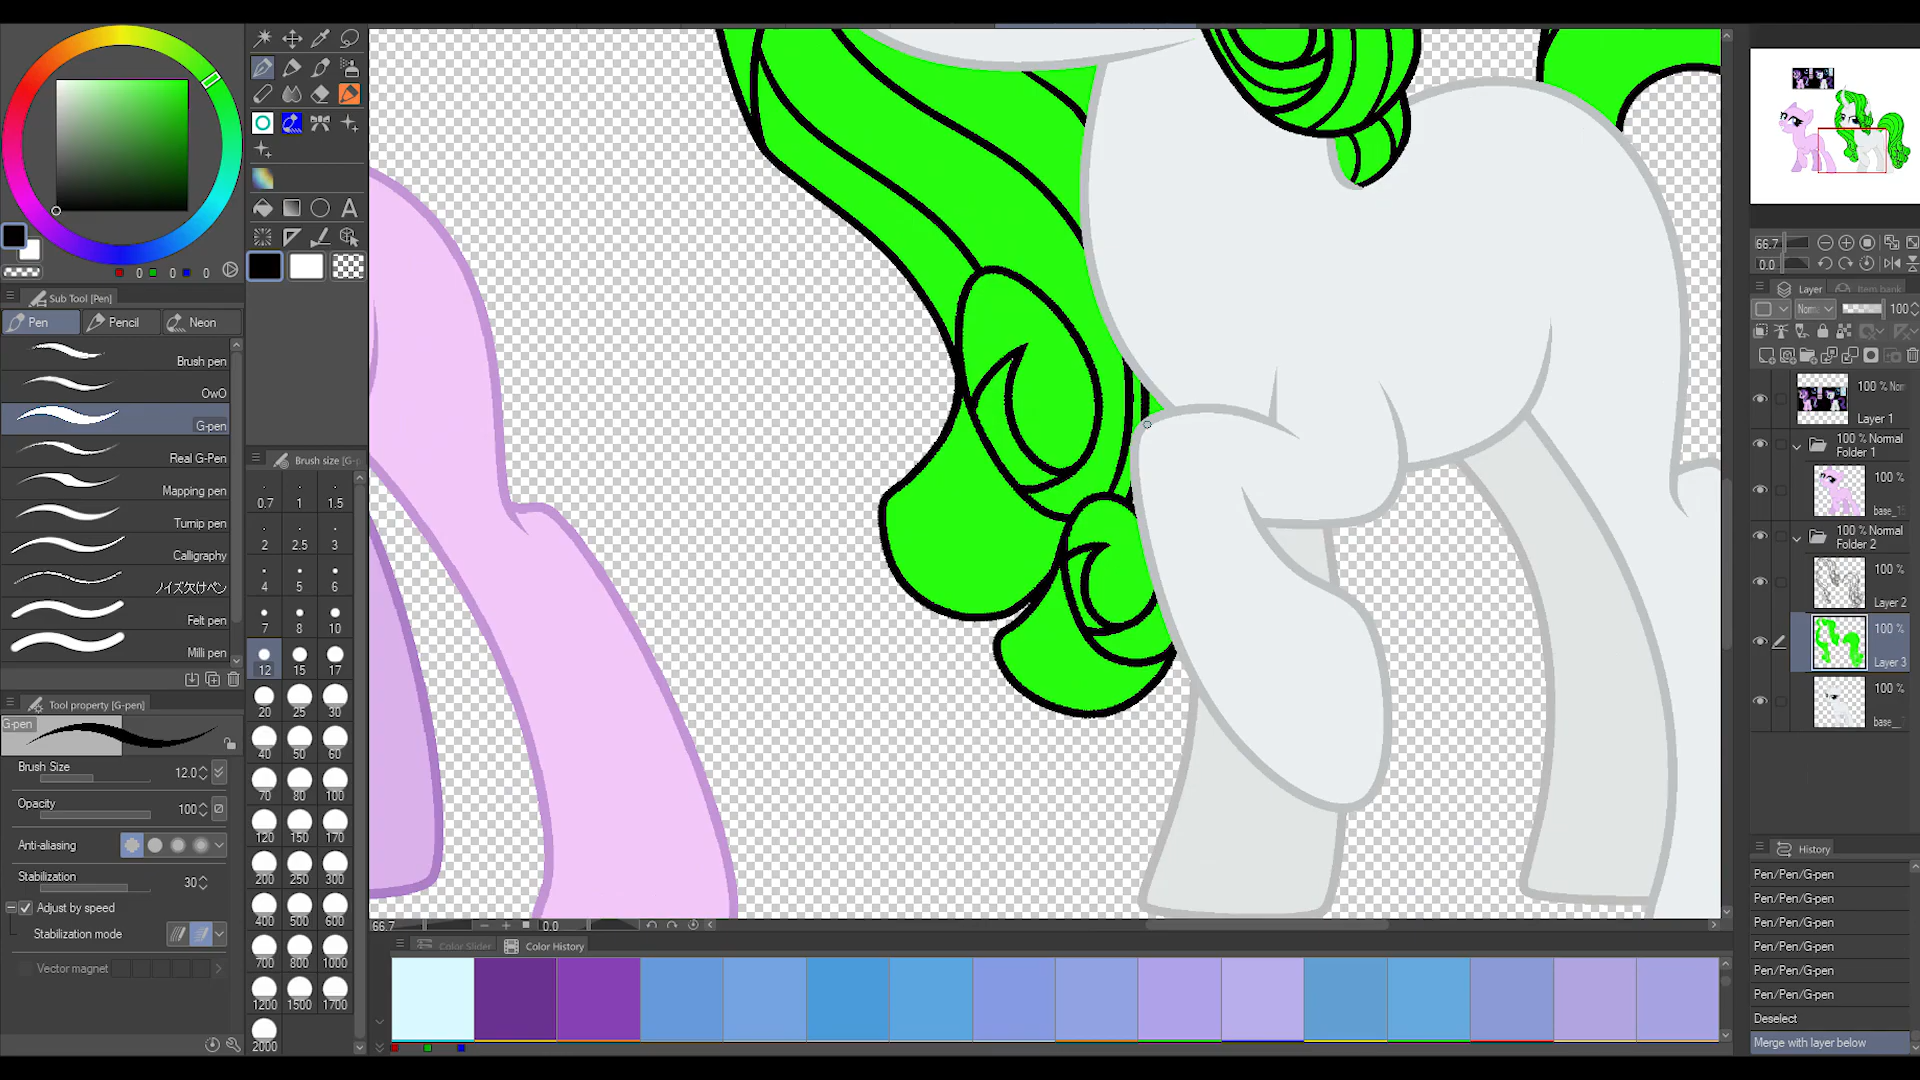 0 0 0
Sub Tool [Pen]
Pen Pencil Neon
Brush pen
OwO
G-pen
Real G-Pen
Mapping pen
Turnip pen
Calligraphy
ノイズ欠けペン
Felt pen
Milli pen
Tool property [G-pen]
G-pen
Brush Size 12.0
Opacity 100
Anti-aliasing
Stabilization 30
Adjust by speed
Stabilization mode
Vector magnet
A
Brush size [G-p
0.7 1 1.5
2 2.5 3
4 5 6
7 8 10
12 15 17
20 25 30
40 50 60
70 80 100
120 150 170
200 250 300
400 500 600
700 800 1000
1200 1500 1700
2000
66.7 0.0
Color Slider Color History
66.7
0.0
Layer Item bank
Norm 100
100 % Nor
Layer 1
100 % Normal
Folder 1
100 %
base_
100 % Normal
Folder 2
100 %
Layer 2
100 %
Layer 3
100 %
base_
History
Pen/Pen/G-pen
Pen/Pen/G-pen
Pen/Pen/G-pen
Pen/Pen/G-pen
Pen/Pen/G-pen
Pen/Pen/G-pen
Deselect
Merge with layer below